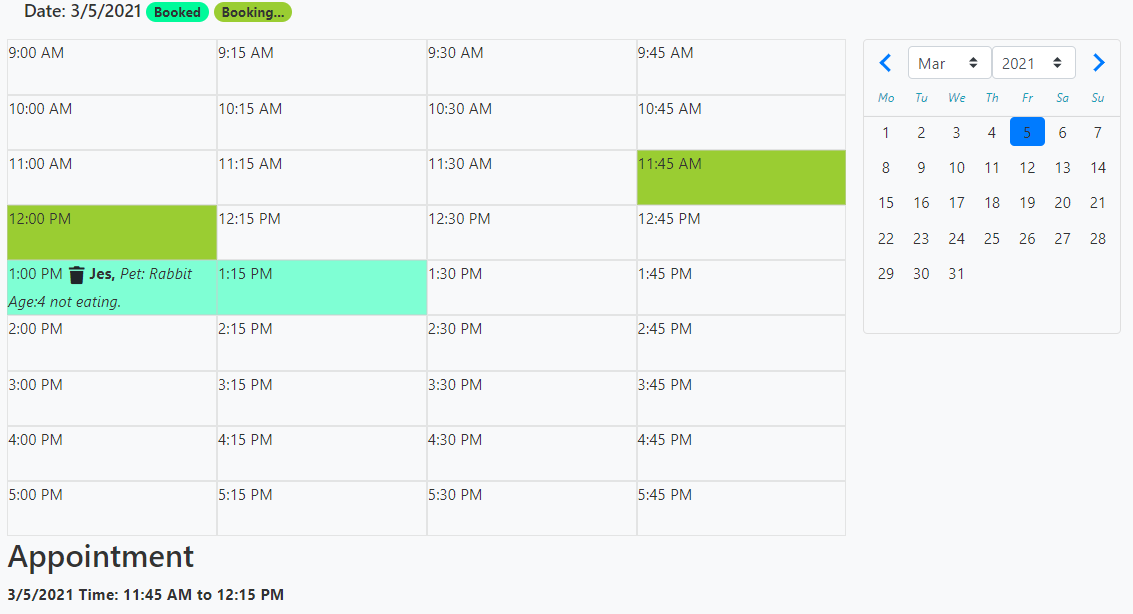 Date: 3/5/2021 Booked Booking...
9:00 AM 9:15 AM 9:30 AM 9:45 AM
10:00 AM 10:15 AM 10:30 AM 10:45 AM
11:00 AM 11:15 AM 11:30 AM 11:45 AM
12:00 PM 12:15 PM 12:30 PM 12:45 PM
1:00 PM Jes, Pet: Rabbit
Age:4 not eating.
1:15 PM 1:30 PM 1:45 PM
2:00 PM 2:15 PM 2:30 PM 2:45 PM
3:00 PM 3:15 PM 3:30 PM 3:45 PM
4:00 PM 4:15 PM 4:30 PM 4:45 PM
5:00 PM 5:15 PM 5:30 PM 5:45 PM
Mar 2021
Mo Tu We Th Fr Sa Su
1 2 3 4 5 6 7
8 9 10 11 12 13 14
15 16 17 18 19 20 21
22 23 24 25 26 27 28
29 30 31
Appointment
3/5/2021 Time: 11:45 AM to 12:15 PM